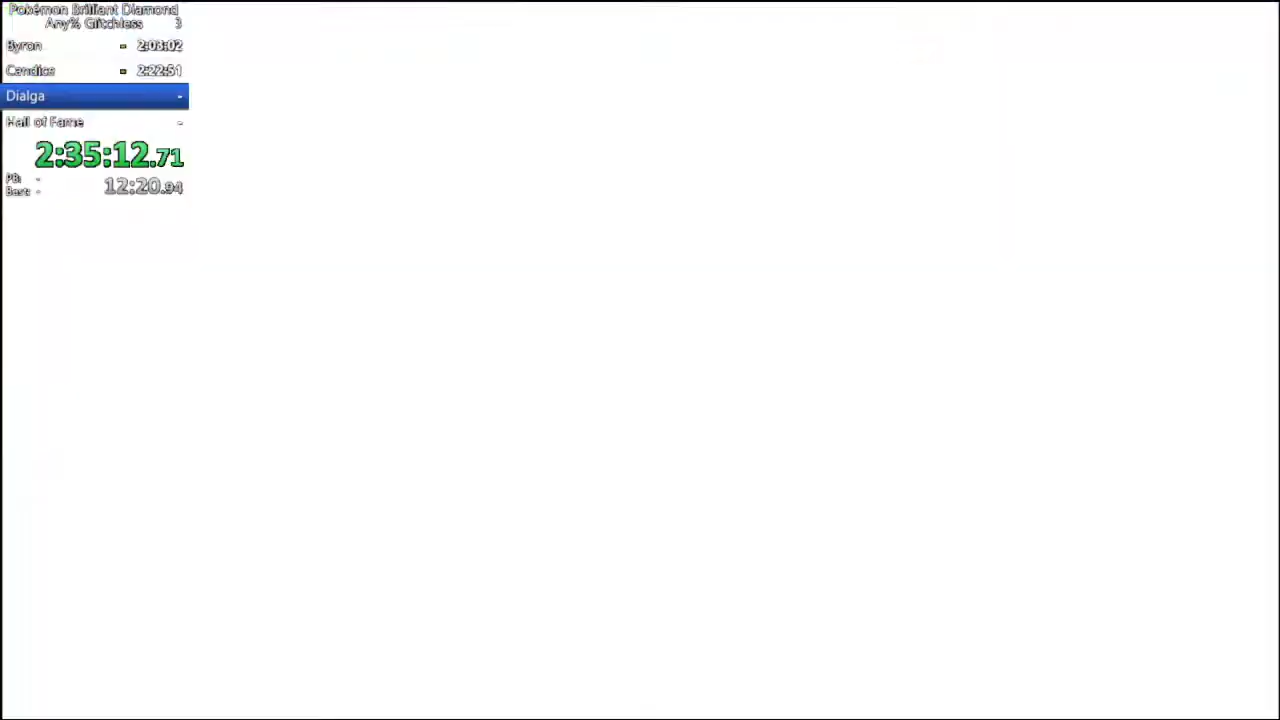 Pokémon Brilliant Diamond
Any% Glitchless 3
Byron - 2:03:02
Candice - 2:22:51
Dialga -
Hall of Fame -
2:35:12.71
PB: -
Best: - 12:20.94